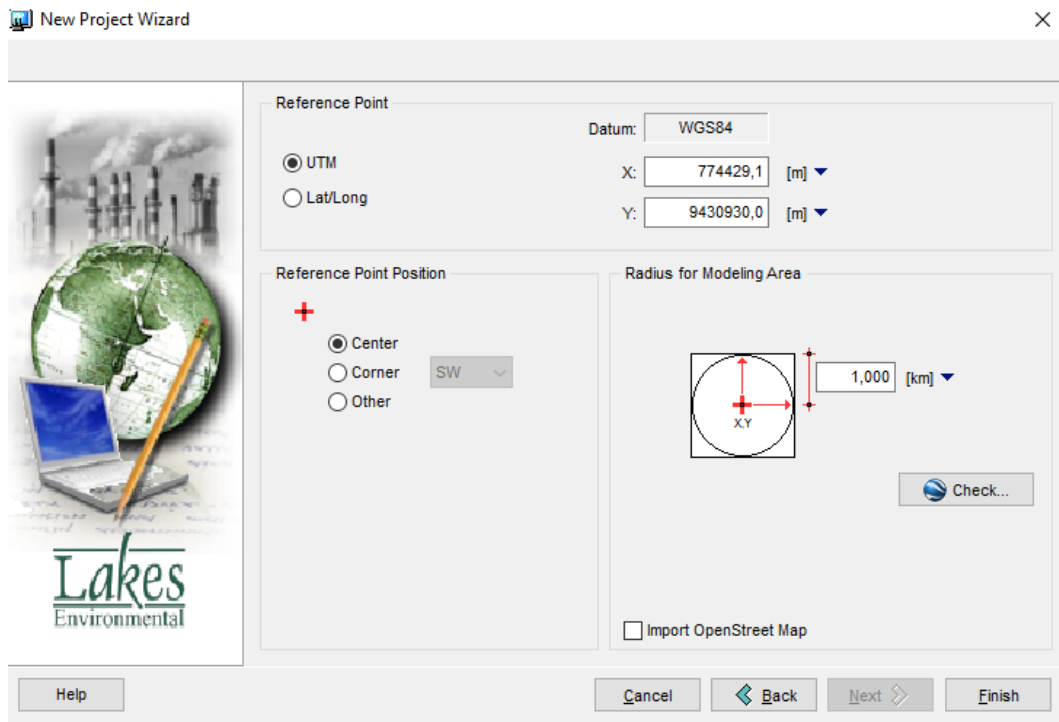 New Project Wizard
Reference Point
Datum: WGS84
UTM
X: 774429,1 [m]
Lat/Long
Y: 9430930,0 [m]
Reference Point Position
Center
Corner SW
Other
Radius for Modeling Area
1,000 [km]
X,Y
Check...
Import OpenStreet Map
Lakes
Environmental
Help
Cancel
Back
Next
Finish